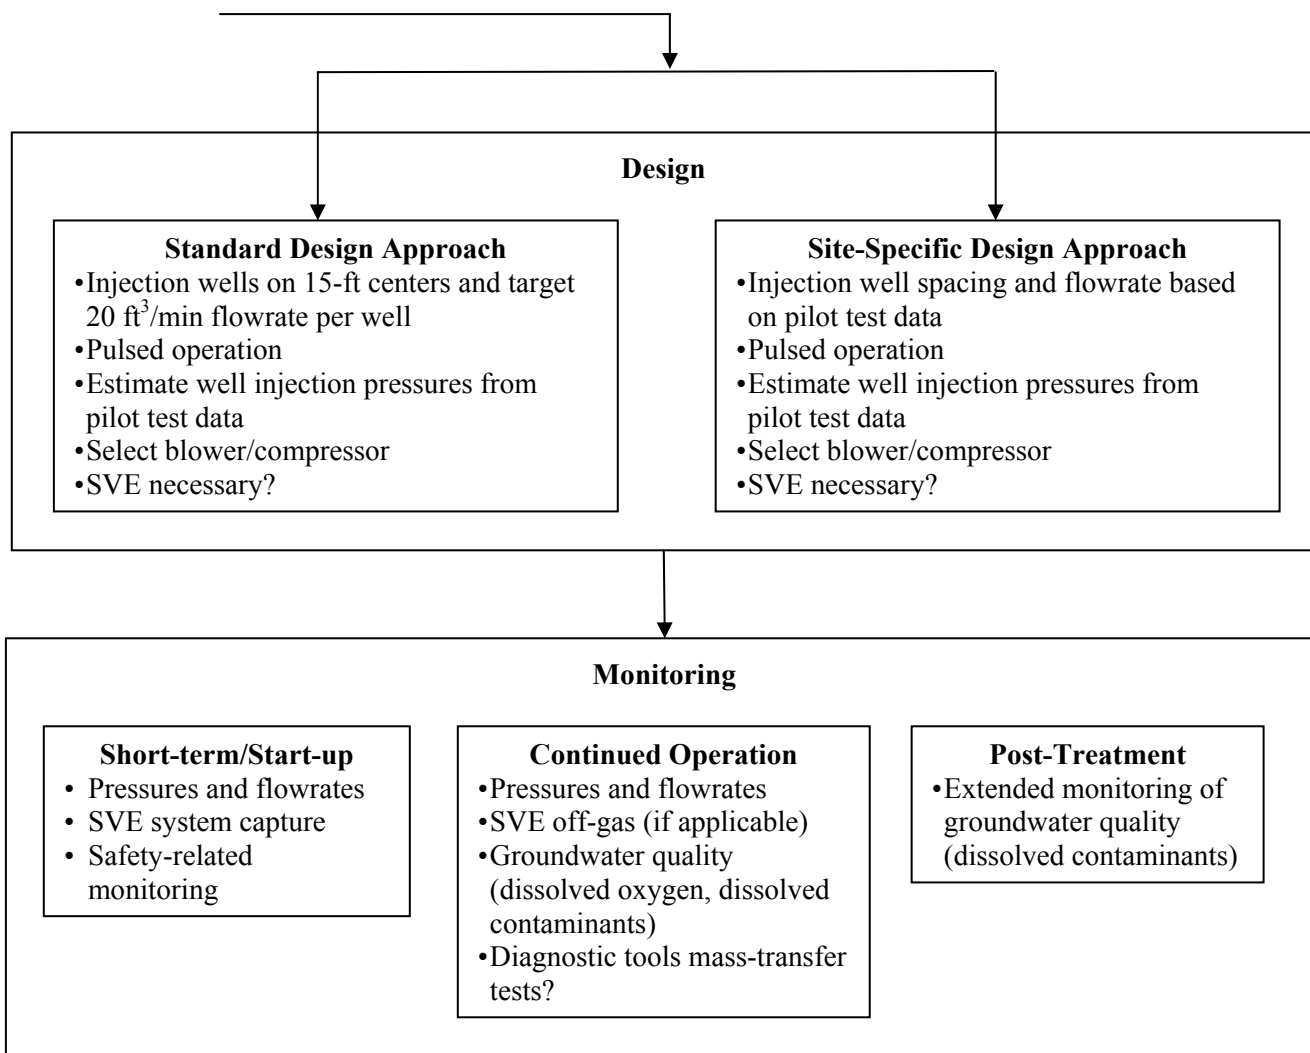 Design
Standard Design Approach
•Injection wells on 15-ft centers and target
20 ft³/min flowrate per well
•Pulsed operation
•Estimate well injection pressures from
pilot test data
•Select blower/compressor
•SVE necessary?
Site-Specific Design Approach
•Injection well spacing and flowrate based
on pilot test data
•Pulsed operation
•Estimate well injection pressures from
pilot test data
•Select blower/compressor
•SVE necessary?
Monitoring
Short-term/Start-up
• Pressures and flowrates
• SVE system capture
• Safety-related
monitoring
Continued Operation
•Pressures and flowrates
•SVE off-gas (if applicable)
•Groundwater quality
(dissolved oxygen, dissolved
contaminants)
•Diagnostic tools mass-transfer
tests?
Post-Treatment
•Extended monitoring of
groundwater quality
(dissolved contaminants)